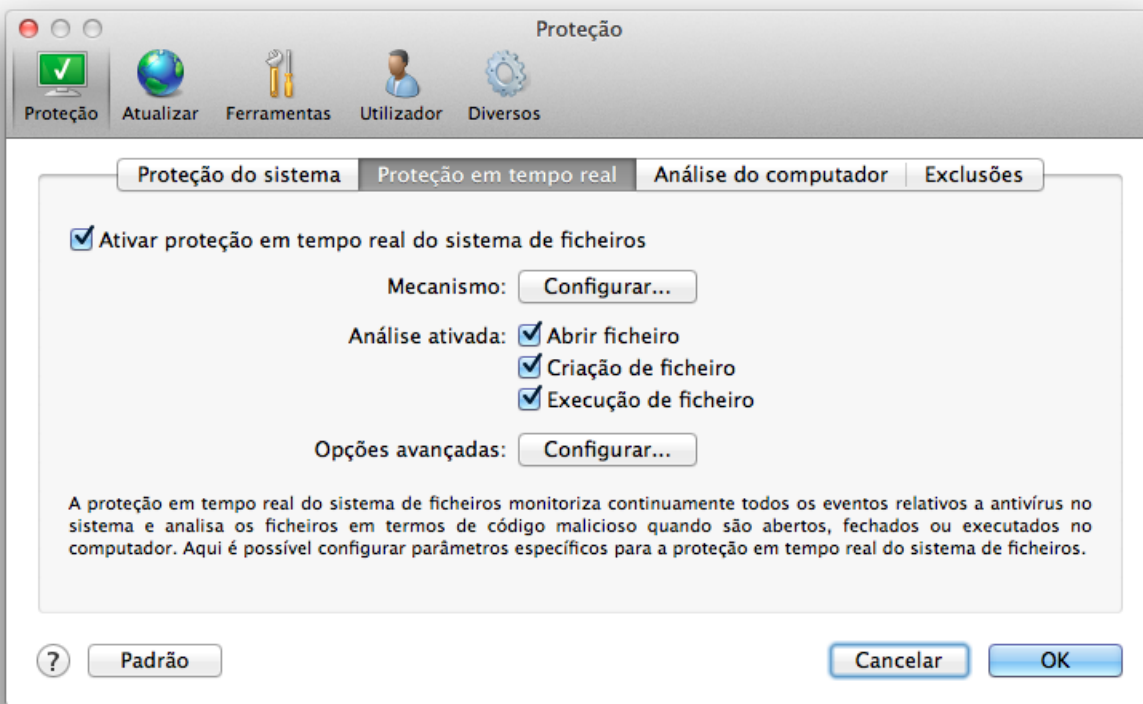 Proteção
Proteção Atualizar Ferramentas Utilizador Diversos
Proteção do sistema Proteção em tempo real Análise do computador Exclusões
Ativar proteção em tempo real do sistema de ficheiros
Mecanismo: Configurar...
Análise ativada: Abrir ficheiro
Criação de ficheiro
Execução de ficheiro
Opções avançadas: Configurar...
A proteção em tempo real do sistema de ficheiros monitoriza continuamente todos os eventos relativos a antivírus no
sistema e analisa os ficheiros em termos de código malicioso quando são abertos, fechados ou executados no
computador. Aqui é possível configurar parâmetros específicos para a proteção em tempo real do sistema de ficheiros.
? Padrão Cancelar OK